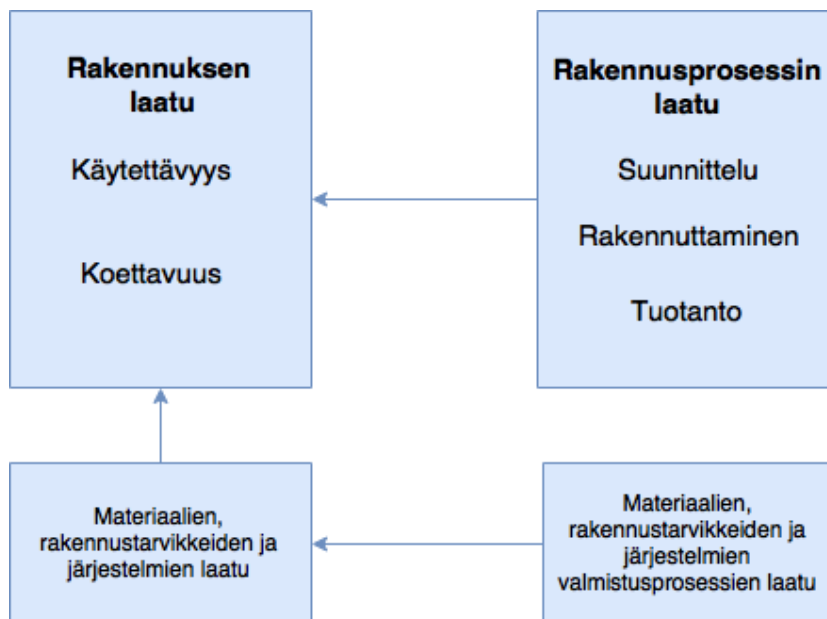 Rakennuksen
laatu
Käytettävyys
Koettavuus
Rakennusprosessin
laatu
Suunnittelu
Rakennuttaminen
Tuotanto
Materiaalien,
rakennustarvikkeiden ja
järjestelmien laatu
Materiaalien,
rakennustarvikkeiden ja
järjestelmien
valmistusprosessien laatu